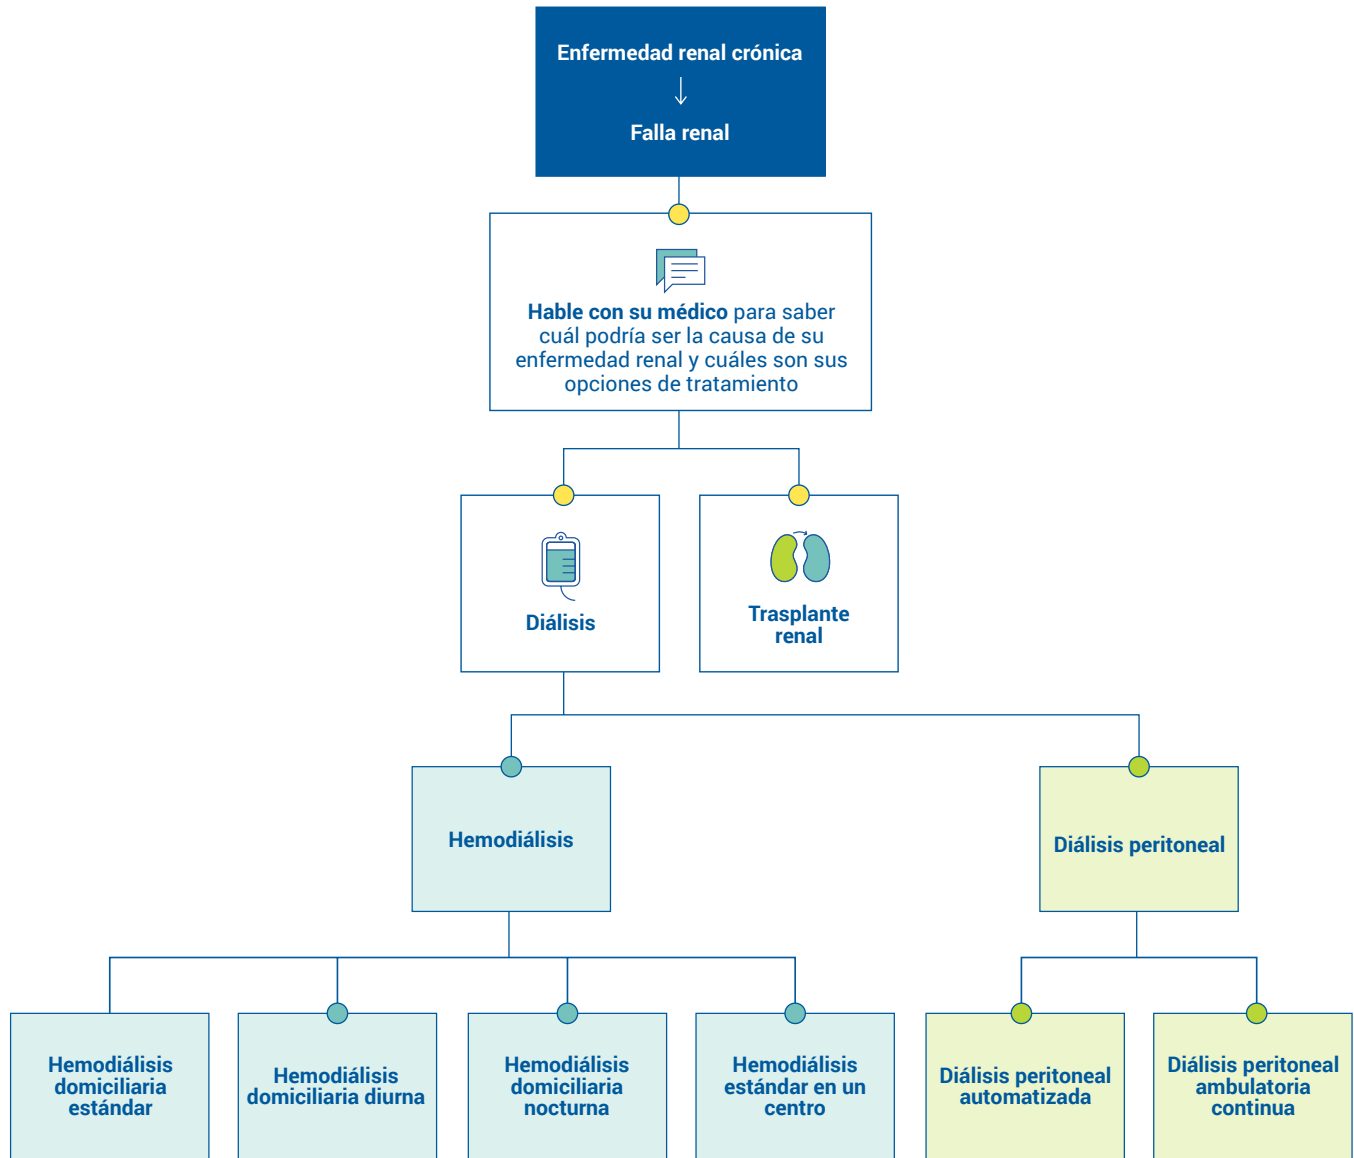 Enfermedad renal crónica
Falla renal
Hable con su médico para saber
cuál podría ser la causa de su
enfermedad renal y cuáles son sus
opciones de tratamiento
Diálisis
Trasplante
renal
Hemodiálisis
Diálisis peritoneal
Hemodiálisis
domiciliaria
estándar
Hemodiálisis
domiciliaria diurna
Hemodiálisis
domiciliaria
nocturna
Hemodiálisis
estándar en un
centro
Diálisis peritoneal
automatizada
Diálisis peritoneal
ambulatoria
continua